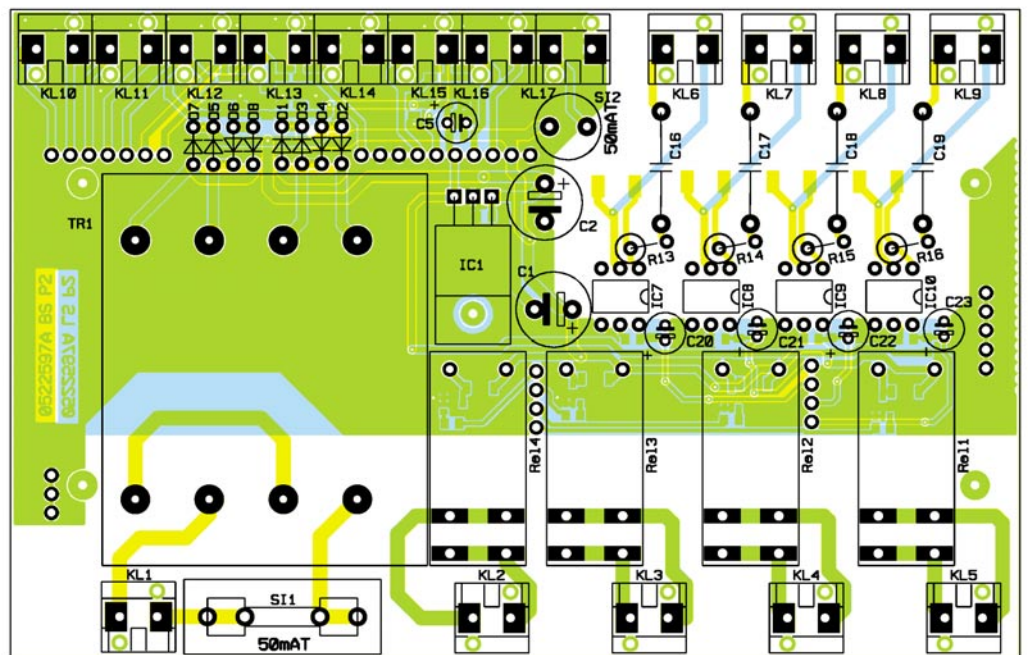 KL10 KL11 KL12 KL13 KL14 KL15 KL16 KL17 KL6 KL7 KL8 KL9
D7 D5 D6 D8 D1 D3 D4 D2
C5
SI2
50mAT
C16 C17 C18 C19
TR1
C2
IC1
C1
R13 R14 R15 R16
IC7 IC8 IC9 IC10
C20 C21 C22 C23
0522597A BS P2
0522597A LS P2
Rel4 Rel3 Rel2 Rel1
KL1 KL2 KL3 KL4 KL5
SI1
50mAT